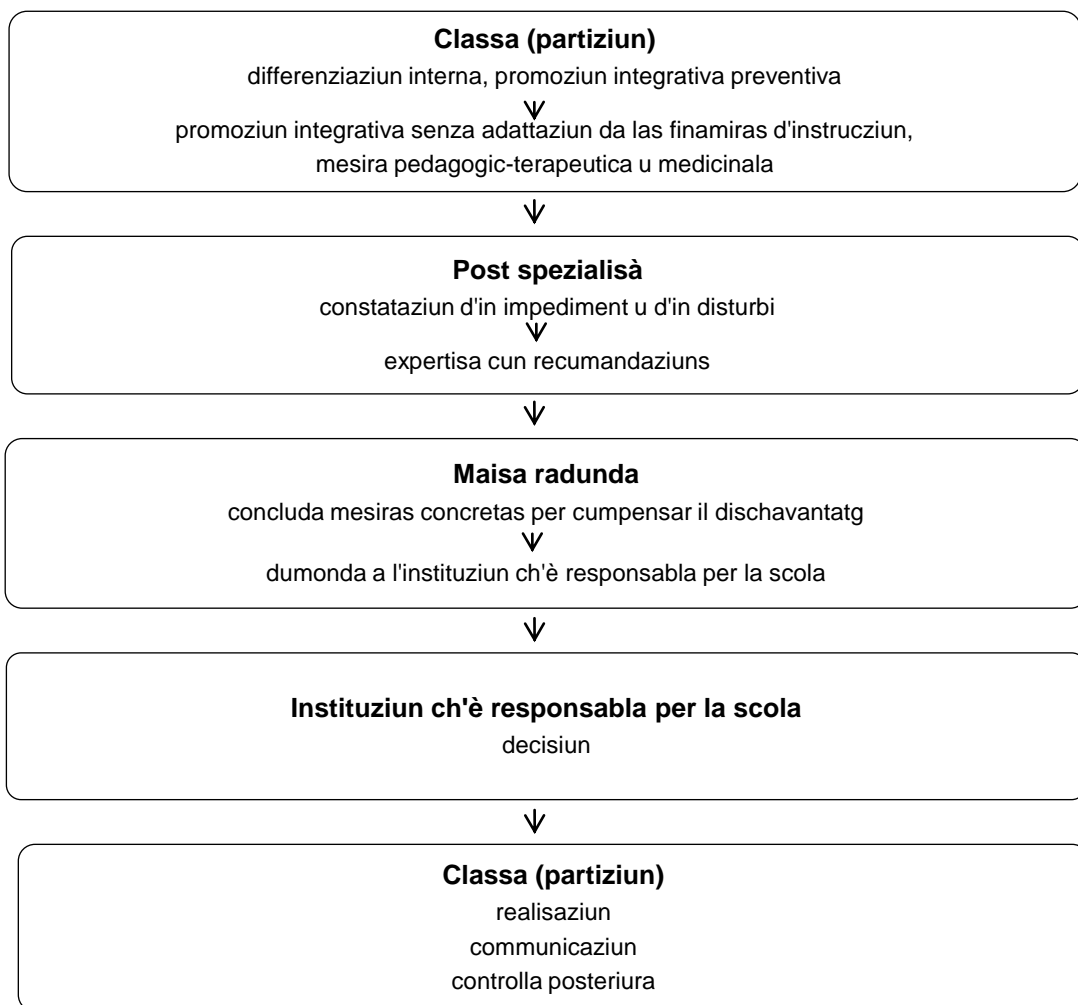 Classa (partiziun)
differenziaziun interna, promoziun integrativa preventiva
promoziun integrativa senza adattaziun da las finamiras d'instrucziun,
mesira pedagogic-terapeutica u medicinala
Post spezialisà
constataziun d'in impediment u d'in disturbi
expertisa cun recumandaziuns
Maisa radunda
concluda mesiras concretas per cumpensar il dischavantatg
dumonda a l'instituziun ch'è responsabla per la scola
Instituziun ch'è responsabla per la scola
decisiun
Classa (partiziun)
realisaziun
communicaziun
controlla posteriura